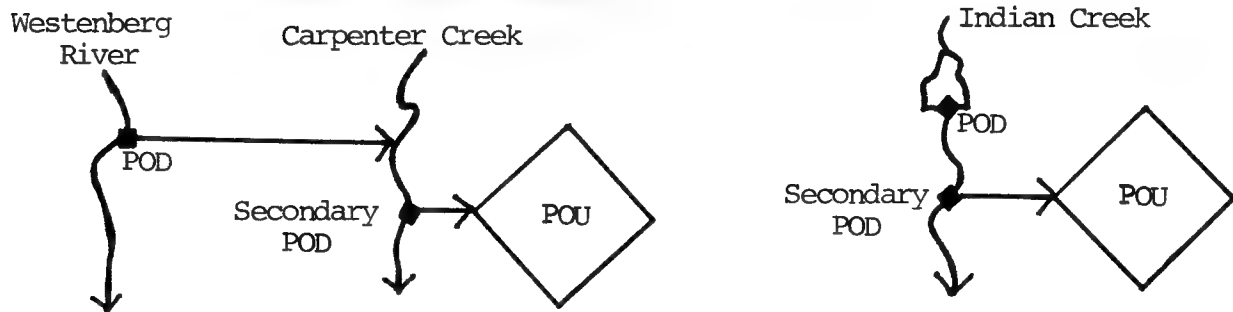 Westenberg
River
Carpenter Creek
POD
Secondary
POD
POU
Indian Creek
POD
Secondary
POD
POU